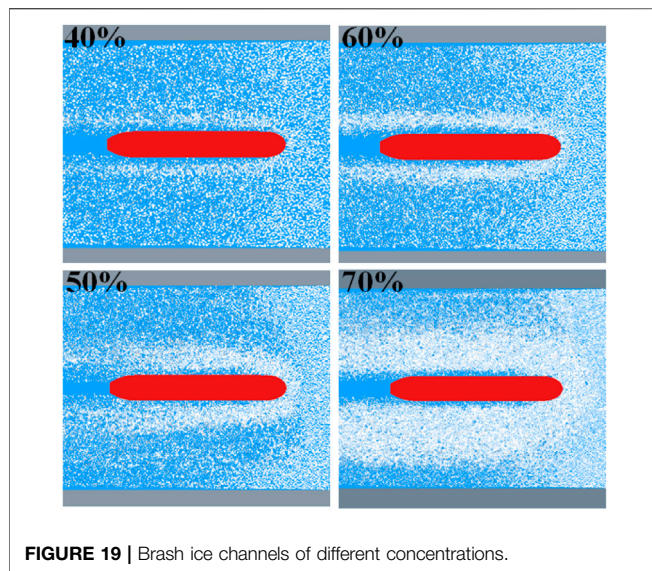 40%
60%
50%
70%
FIGURE 19 | Brash ice channels of different concentrations.